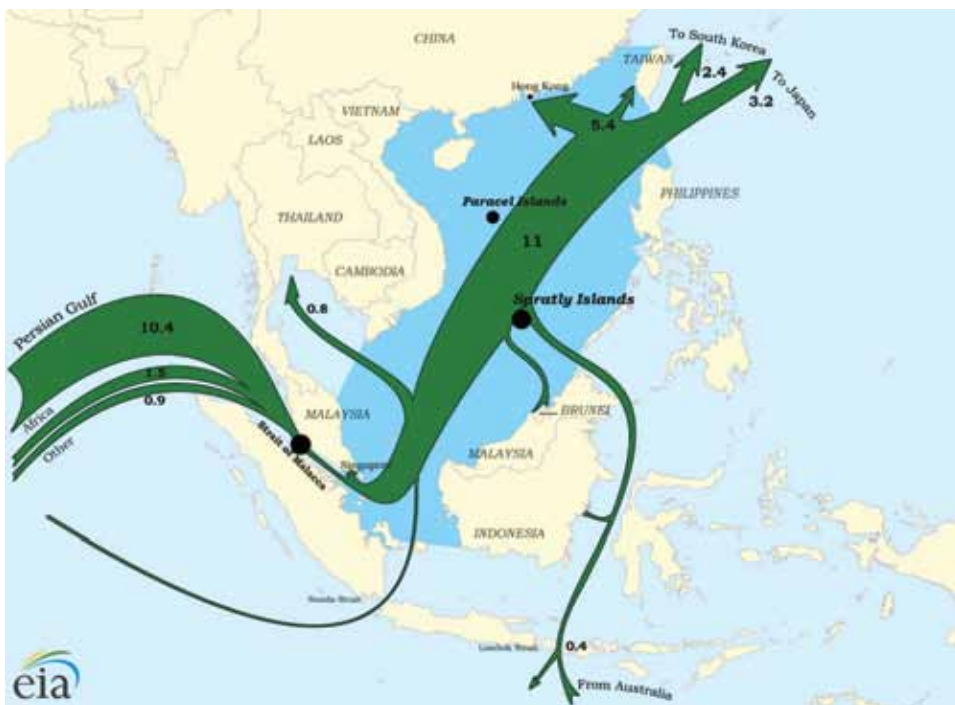 To South Korea
CHINA
TAIWAN
2.4
To Japan
Hong Kong
3.2
VIETNAM
5.4
LAOS
PHILIPPINES
Paracel Islands
THAILAND
11
CAMBODIA
Spratly Islands
0.8
Persian Gulf
10.4
1.5
0.9
Africa
Other
MALAYSIA
BRUNEI
Strait of Malacca
Singapore
MALAYSIA
INDONESIA
Sunda Strait
Lombok Strait
0.4
From Australia
eia